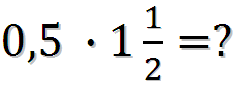 0,5 · 1 1/2 =?